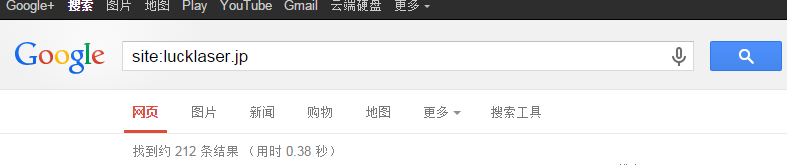 Google+ 搜索 图片 地图 Play YouTube Gmail 云端硬盘 更多
Google site:lucklaser.jp
网页 图片 新闻 购物 地图 更多 搜索工具
找到约 212 条结果 （用时 0.38 秒）